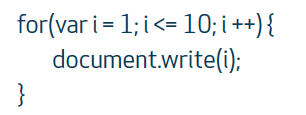 for(var i = 1; i <= 10; i ++) {
document.write(i);
}